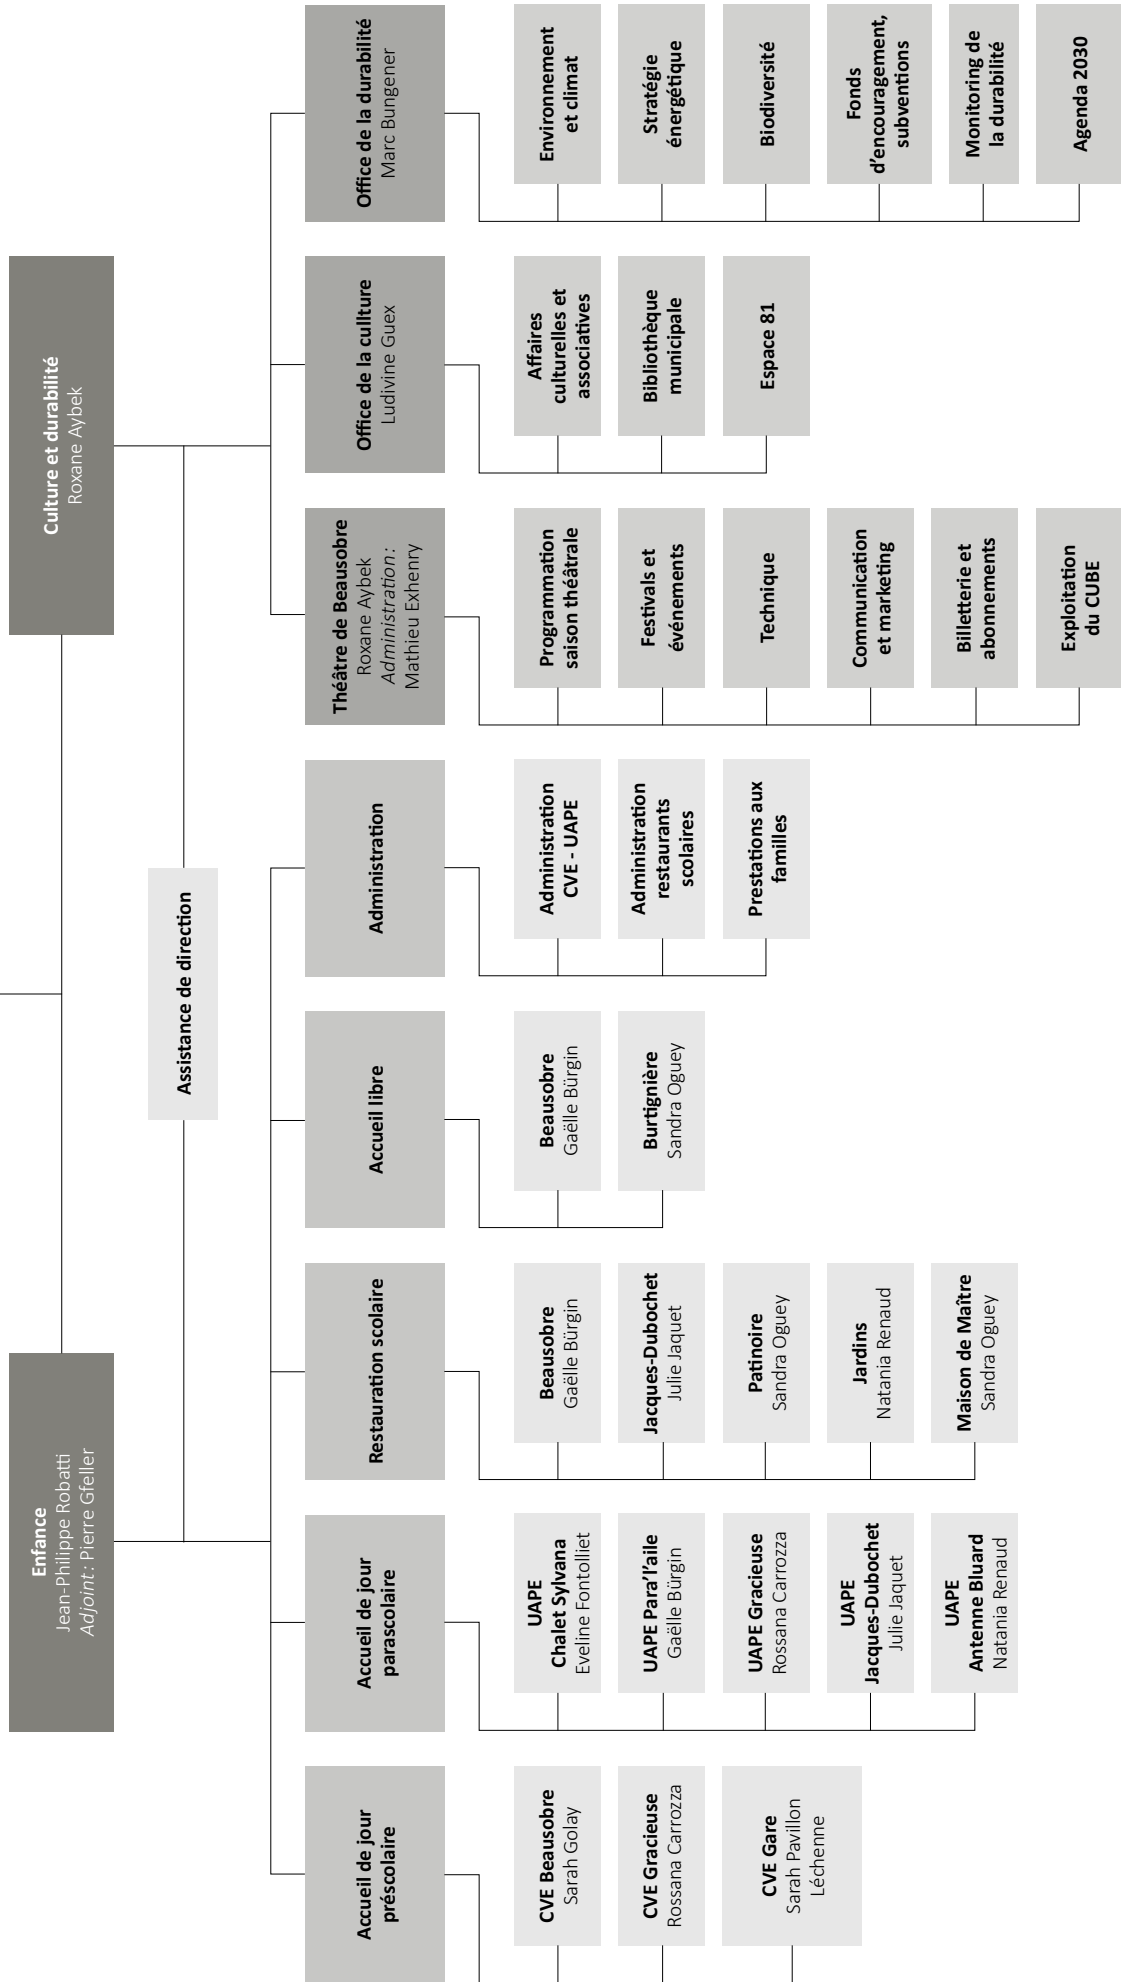 Enfance
Jean-Philippe Robatti
Adjoint : Pierre Gfeller
Culture et durabilité
Roxane Aybek
Assistance de direction
Accueil de jour
préscolaire
CVE Beausobre
Sarah Golay
CVE Gracieuse
Rossana Carrozza
CVE Gare
Sarah Pavillon
Léchenne
Accueil de jour
parascolaire
UAPE
Chalet Sylvana
Eveline Fontolliet
UAPE Para'l'aile
Gaëlle Bürgin
UAPE Gracieuse
Rossana Carrozza
UAPE
Jacques-Dubochet
Julie Jaquet
UAPE
Antenne Bluard
Natania Renaud
Restauration scolaire
Beausobre
Gaëlle Bürgin
Jacques-Dubochet
Julie Jaquet
Patinoire
Sandra Oguey
Jardins
Natania Renaud
Maison de Maître
Sandra Oguey
Accueil libre
Beausobre
Gaëlle Bürgin
Burtignière
Sandra Oguey
Administration
Administration
CVE - UAPE
Administration
restaurants
scolaires
Prestations aux
familles
Théâtre de Beausobre
Roxane Aybek
Administration :
Mathieu Exhenry
Programmation
saison théâtrale
Festivals et
événements
Technique
Communication
et marketing
Billetterie et
abonnements
Exploitation
du CUBE
Office de la cullture
Ludivine Guex
Affaires
culturelles et
associatives
Bibliothèque
municipale
Espace 81
Office de la durabilité
Marc Bungener
Environnement
et climat
Stratégie
énergétique
Biodiversité
Fonds
d'encouragement,
subventions
Monitoring de
la durabilité
Agenda 2030